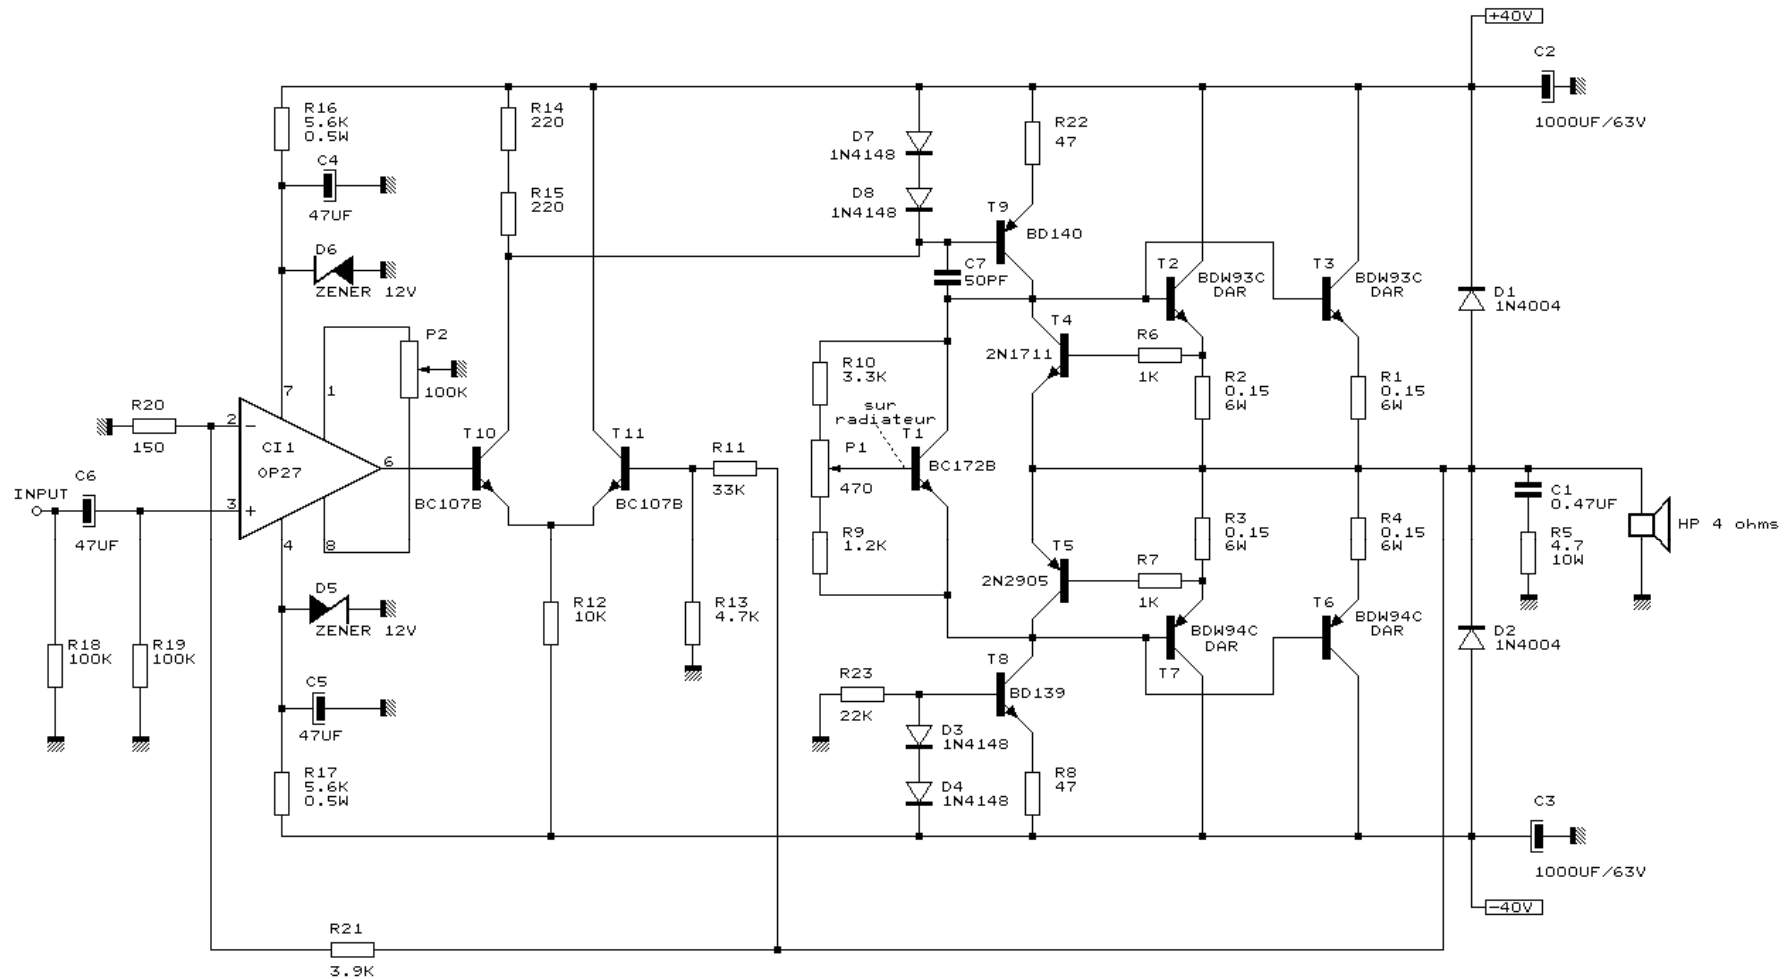 +40V
C2
1000UF/63V
R16
5.6K
0.5W
R14
220
D7
1N4148
R22
47
C4
47UF
R15
220
D8
1N4148
T9
BD140
D6
ZENER 12V
C7
50PF
T2
BDW93C
DAR
T3
BDW93C
DAR
D1
1N4004
P2
100K
T4
2N1711
R6
1K
R10
3.3K
R2
0.15
6W
R1
0.15
6W
7
1
R20
150
2
-
CI1
OP27
6
T10
BC107B
T11
BC107B
R11
33K
sur
radiateur
P1
470
T1
BC172B
INPUT
C6
47UF
3
+
4
8
R9
1.2K
T5
2N2905
R7
1K
R3
0.15
6W
R4
0.15
6W
C1
0.47UF
R5
4.7
10W
HP 4 ohms
D5
ZENER 12V
R12
10K
R13
4.7K
BDW94C
DAR
T7
T6
BDW94C
DAR
D2
1N4004
R18
100K
R19
100K
C5
47UF
R23
22K
T8
BD139
D3
1N4148
R17
5.6K
0.5W
D4
1N4148
R8
47
C3
1000UF/63V
-40V
R21
3.9K